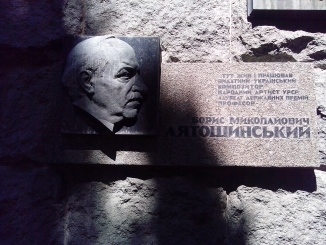 ТУТ ЖИВ І ПРАЦЮВАВ
ВИДАТНИЙ УКРАЇНСЬКИЙ
КОМПОЗИТОР
НАРОДНИЙ АРТИСТ УРСР
ЛАУРЕАТ ДЕРЖАВНИХ ПРЕМІЙ
ПРОФЕСОР
БОРИС МИКОЛАЙОВИЧ
ЛЯТОШИНСЬКИЙ